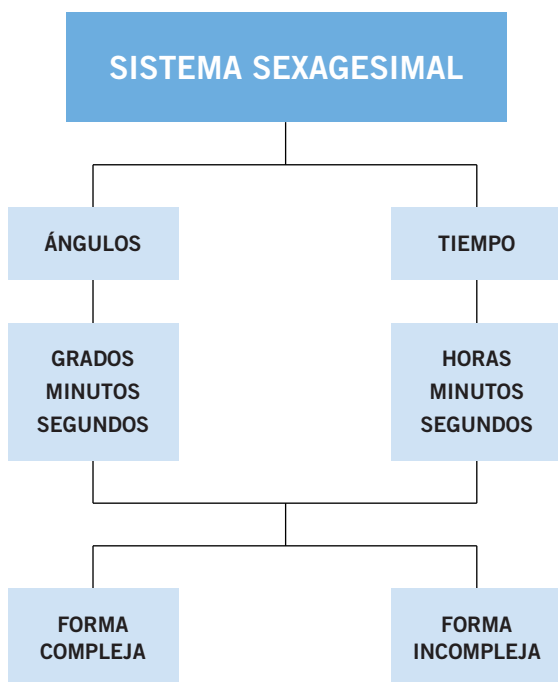 SISTEMA SEXAGESIMAL
ÁNGULOS
TIEMPO
GRADOS
MINUTOS
SEGUNDOS
HORAS
MINUTOS
SEGUNDOS
FORMA
COMPLEJA
FORMA
INCOMPLEJA